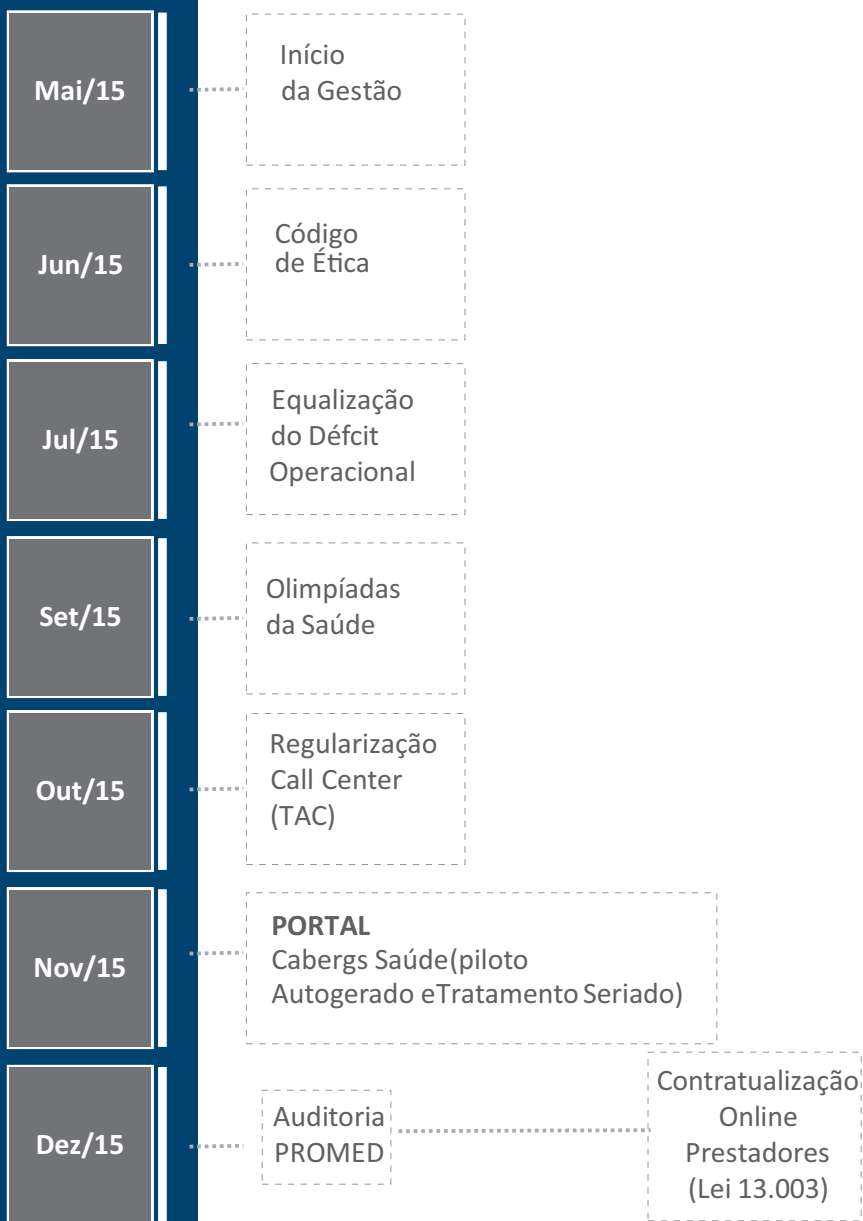 Mai/15
Início
da Gestão
Jun/15
Código
de Ética
Jul/15
Equalização
do Défcit
Operacional
Set/15
Olimpíadas
da Saúde
Out/15
Regularização
Call Center
(TAC)
Nov/15
PORTAL
Cabergs Saúde(piloto
Autogerado eTratamento Seriado)
Dez/15
Auditoria
PROMED
Contratualização
Online
Prestadores
(Lei 13.003)